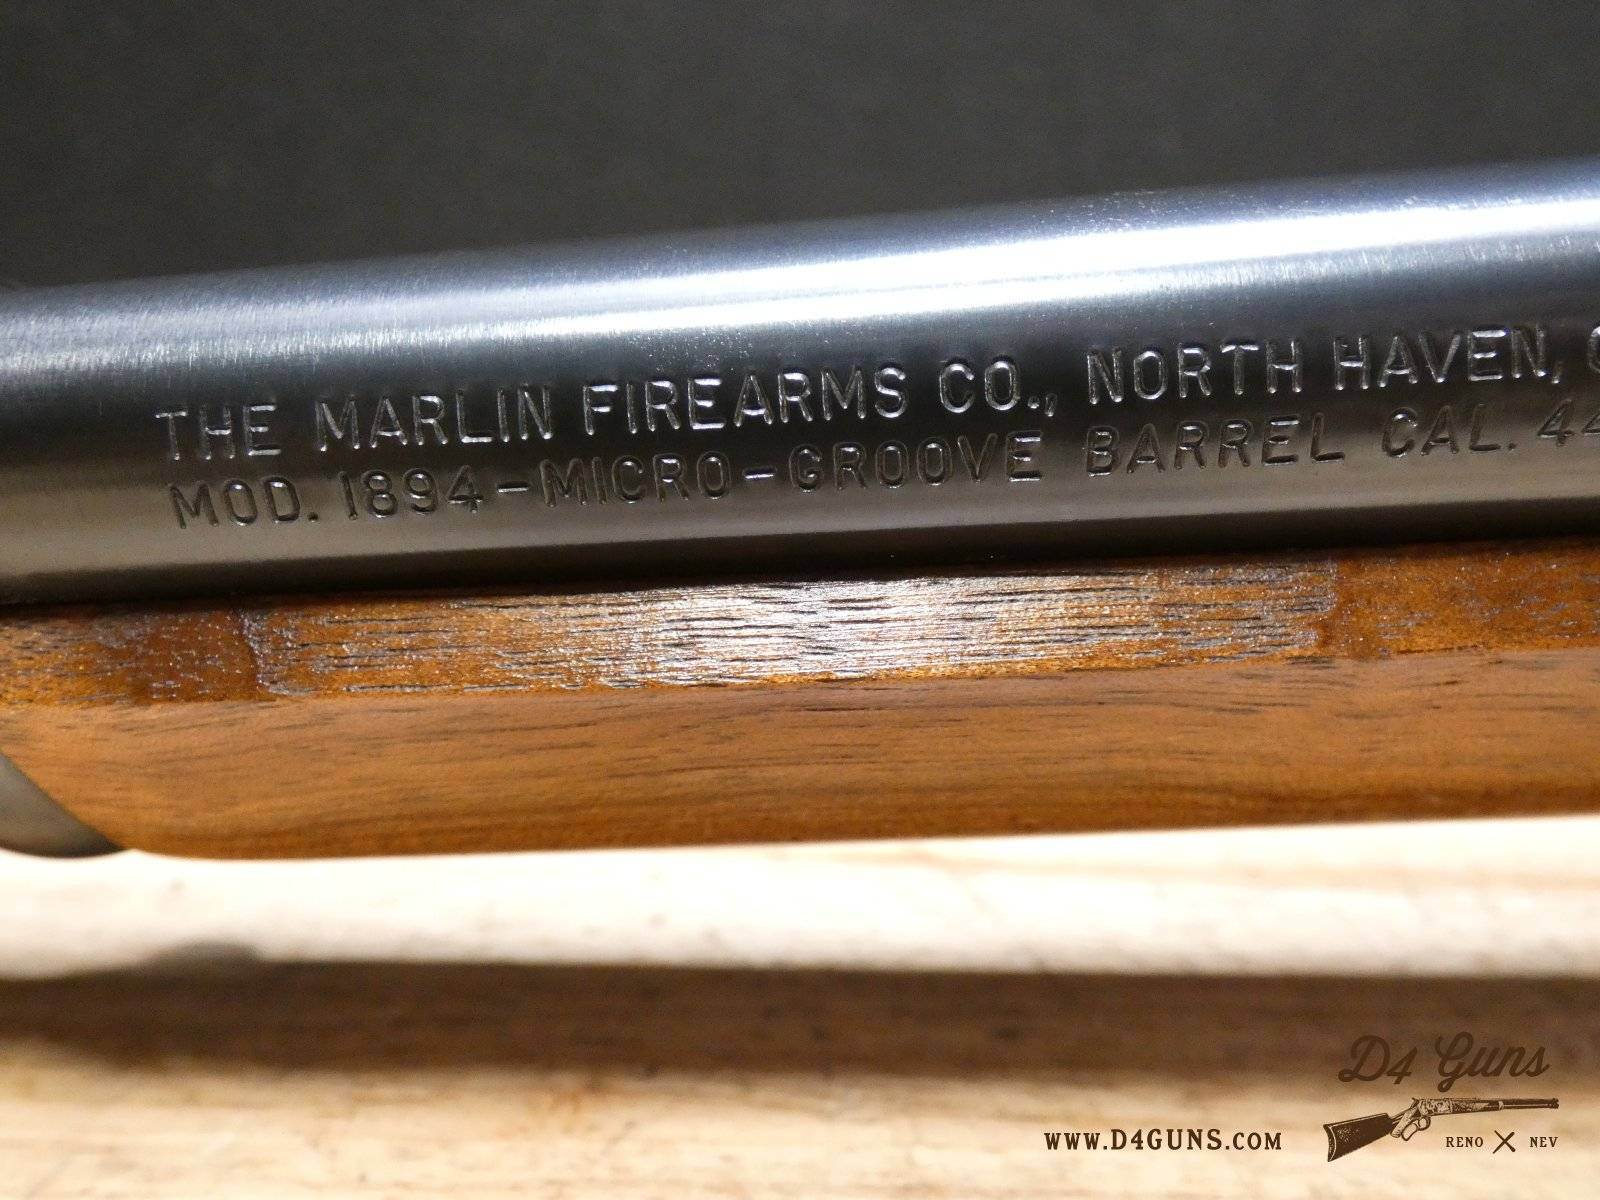 THE MARLIN FIREARMS CO., NORTH HAVEN,
MOD. 1894-MICRO-GROOVE BARREL CAL. 44
D4 Guns
WWW.D4GUNS.COM
RENO NEV